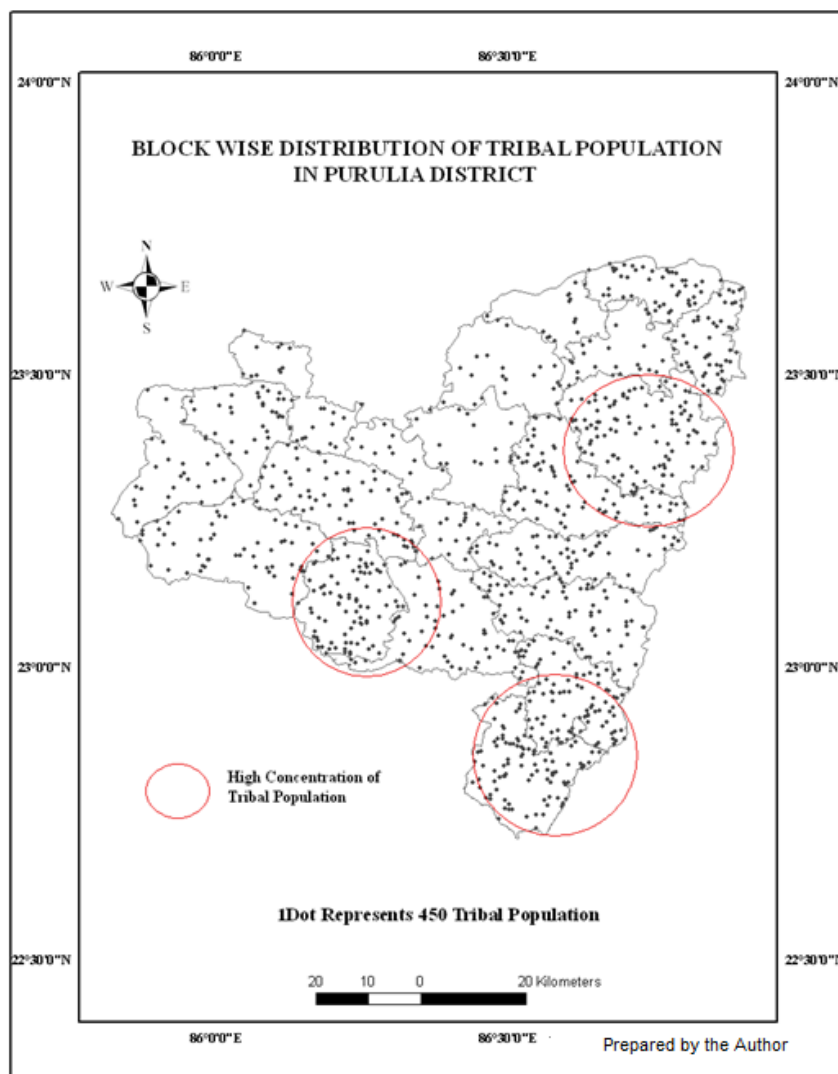 86°0'0"E 86°30'0"E
24°0'0"N 24°0'0"N
BLOCK WISE DISTRIBUTION OF TRIBAL POPULATION
IN PURULIA DISTRICT
N
W E
S
23°30'0"N 23°30'0"N
23°0'0"N 23°0'0"N
High Concentration of
Tribal Population
1Dot Represents 450 Tribal Population
22°30'0"N 22°30'0"N
20 10 0 20 Kilometers
86°0'0"E 86°30'0"E
Prepared by the Author